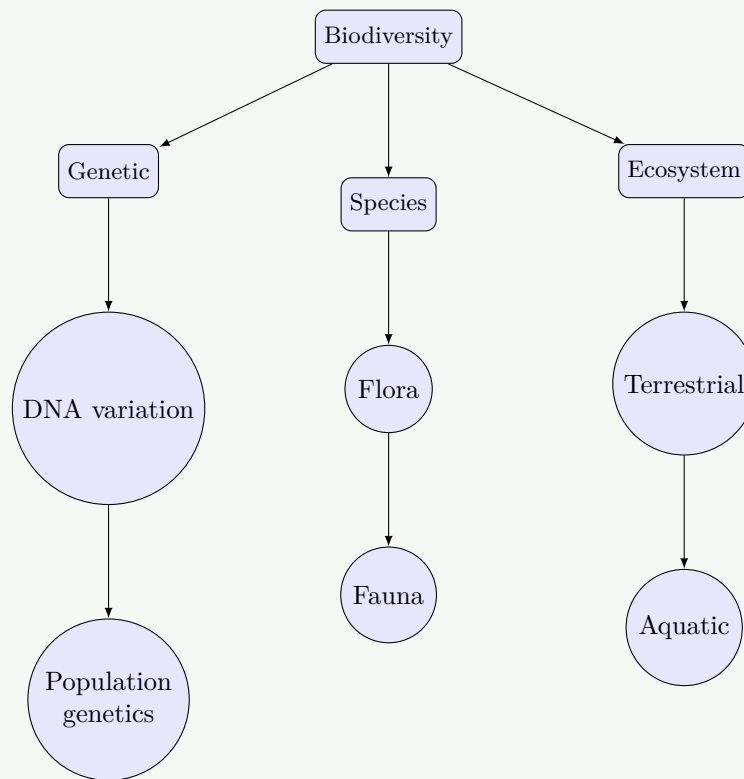 Biodiversity
Genetic
Species
Ecosystem
DNA variation
Flora
Terrestrial
Population
genetics
Fauna
Aquatic